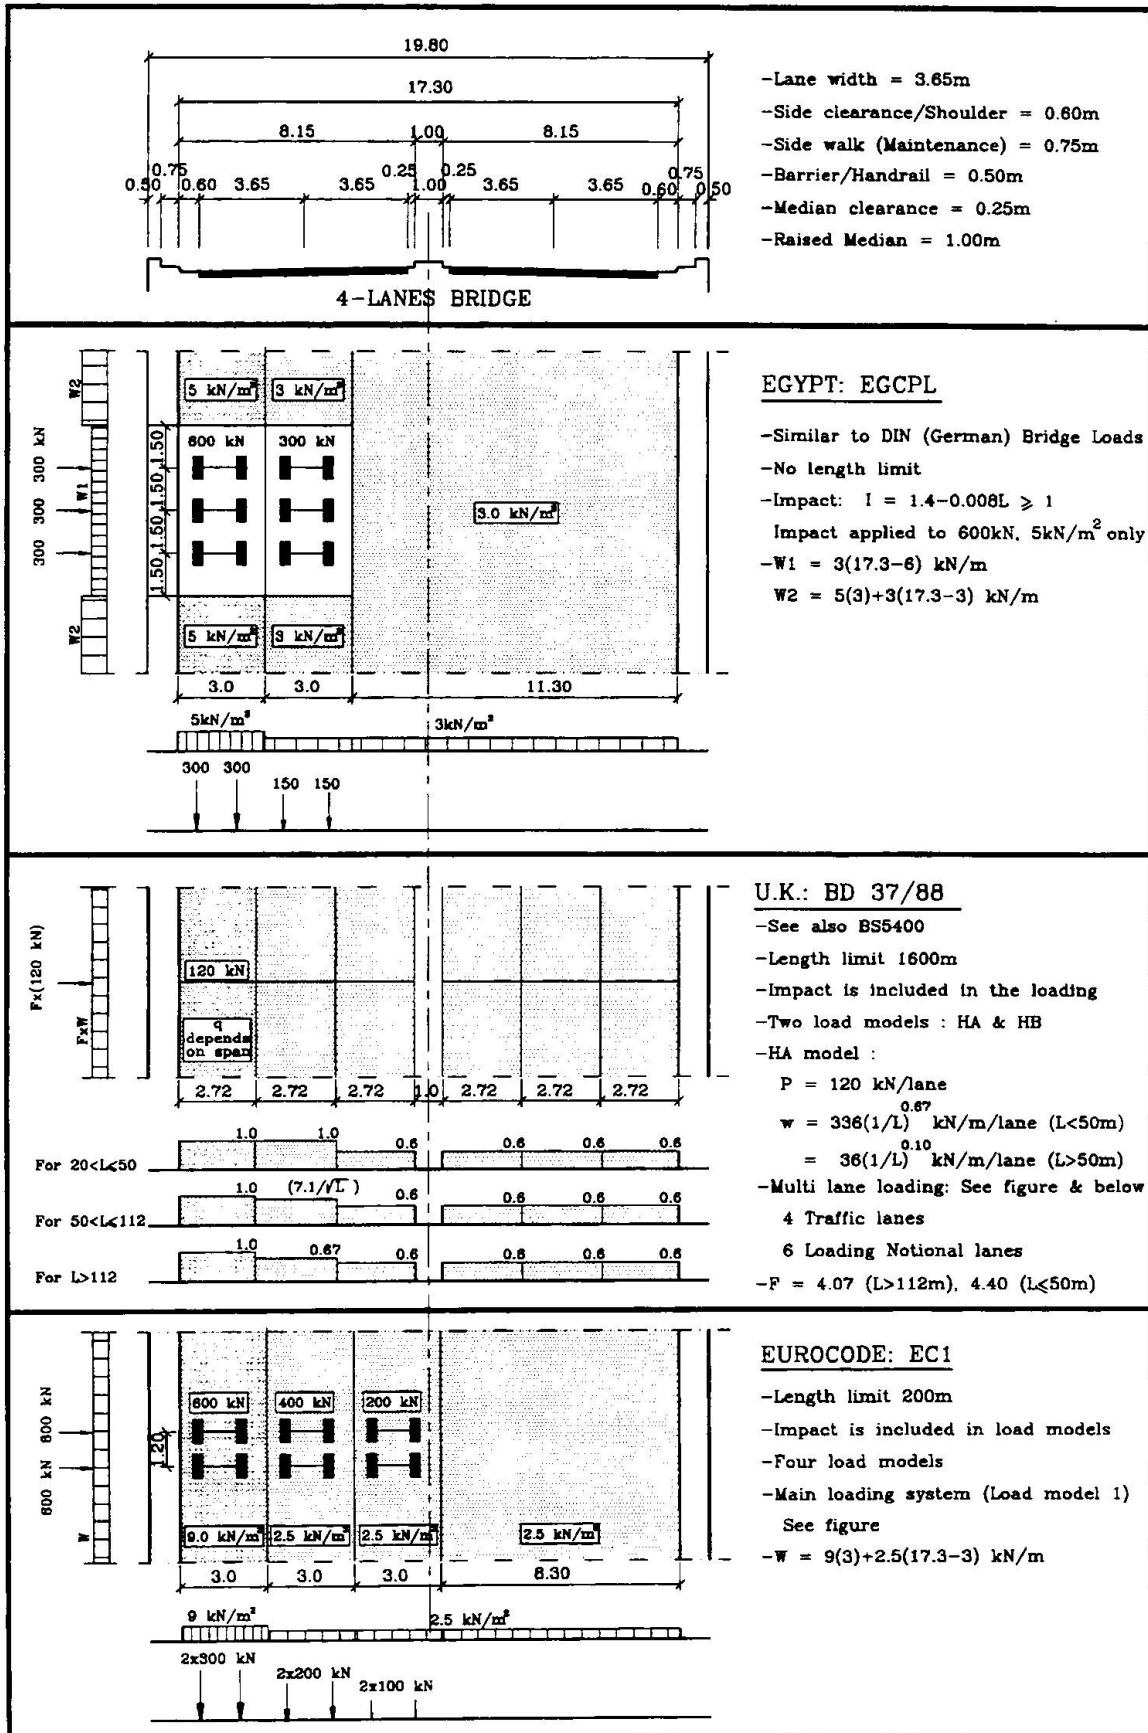 19.80
17.30
8.15 1.00 8.15
0.75 0.25 0.25 0.75
0.50 0.60 3.65 3.65 1.00 3.65 3.65 0.60 0.50
4-LANES BRIDGE
-Lane width = 3.65m
-Side clearance/Shoulder = 0.60m
-Side walk (Maintenance) = 0.75m
-Barrier/Handrail = 0.50m
-Median clearance = 0.25m
-Raised Median = 1.00m
W2
300 kN
300
W1
300
300 kN
W2
1.50
1.50
1.50
1.50
5 kN/m² 3 kN/m²
600 kN 300 kN
3.0 kN/m²
5 kN/m² 3 kN/m²
3.0 3.0 11.30
5kN/m² 3kN/m²
300 300
150 150
EGYPT: EGCPL
-Similar to DIN (German) Bridge Loads
-No length limit
-Impact: I = 1.4-0.008L ⩾ 1
Impact applied to 600kN, 5kN/m² only
-W1 = 3(17.3-6) kN/m
W2 = 5(3)+3(17.3-3) kN/m
Fx(120 kN)
FxW
120 kN
q
depends
on span
2.72 2.72 2.72 1.0 2.72 2.72 2.72
For 20<L⩽50 1.0 1.0 0.6 0.6 0.6 0.6
For 50<L⩽112 1.0 (7.1/√L) 0.6 0.6 0.6 0.6
For L>112 1.0 0.67 0.6 0.6 0.6 0.6
U.K.: BD 37/88
-See also BS5400
-Length limit 1600m
-Impact is included in the loading
-Two load models : HA & HB
-HA model :
P = 120 kN/lane
w = 336(1/L)^0.67 kN/m/lane (L<50m)
= 36(1/L)^0.10 kN/m/lane (L>50m)
-Multi lane loading: See figure & below
4 Traffic lanes
6 Loading Notional lanes
-F = 4.07 (L>112m), 4.40 (L⩽50m)
600 kN
600 kN
W
1.20
600 kN 400 kN 200 kN
9.0 kN/m² 2.5 kN/m² 2.5 kN/m² 2.5 kN/m²
3.0 3.0 3.0 8.30
9 kN/m² 2.5 kN/m²
2x300 kN 2x200 kN 2x100 kN
EUROCODE: EC1
-Length limit 200m
-Impact is included in load models
-Four load models
-Main loading system (Load model 1)
See figure
-W = 9(3)+2.5(17.3-3) kN/m